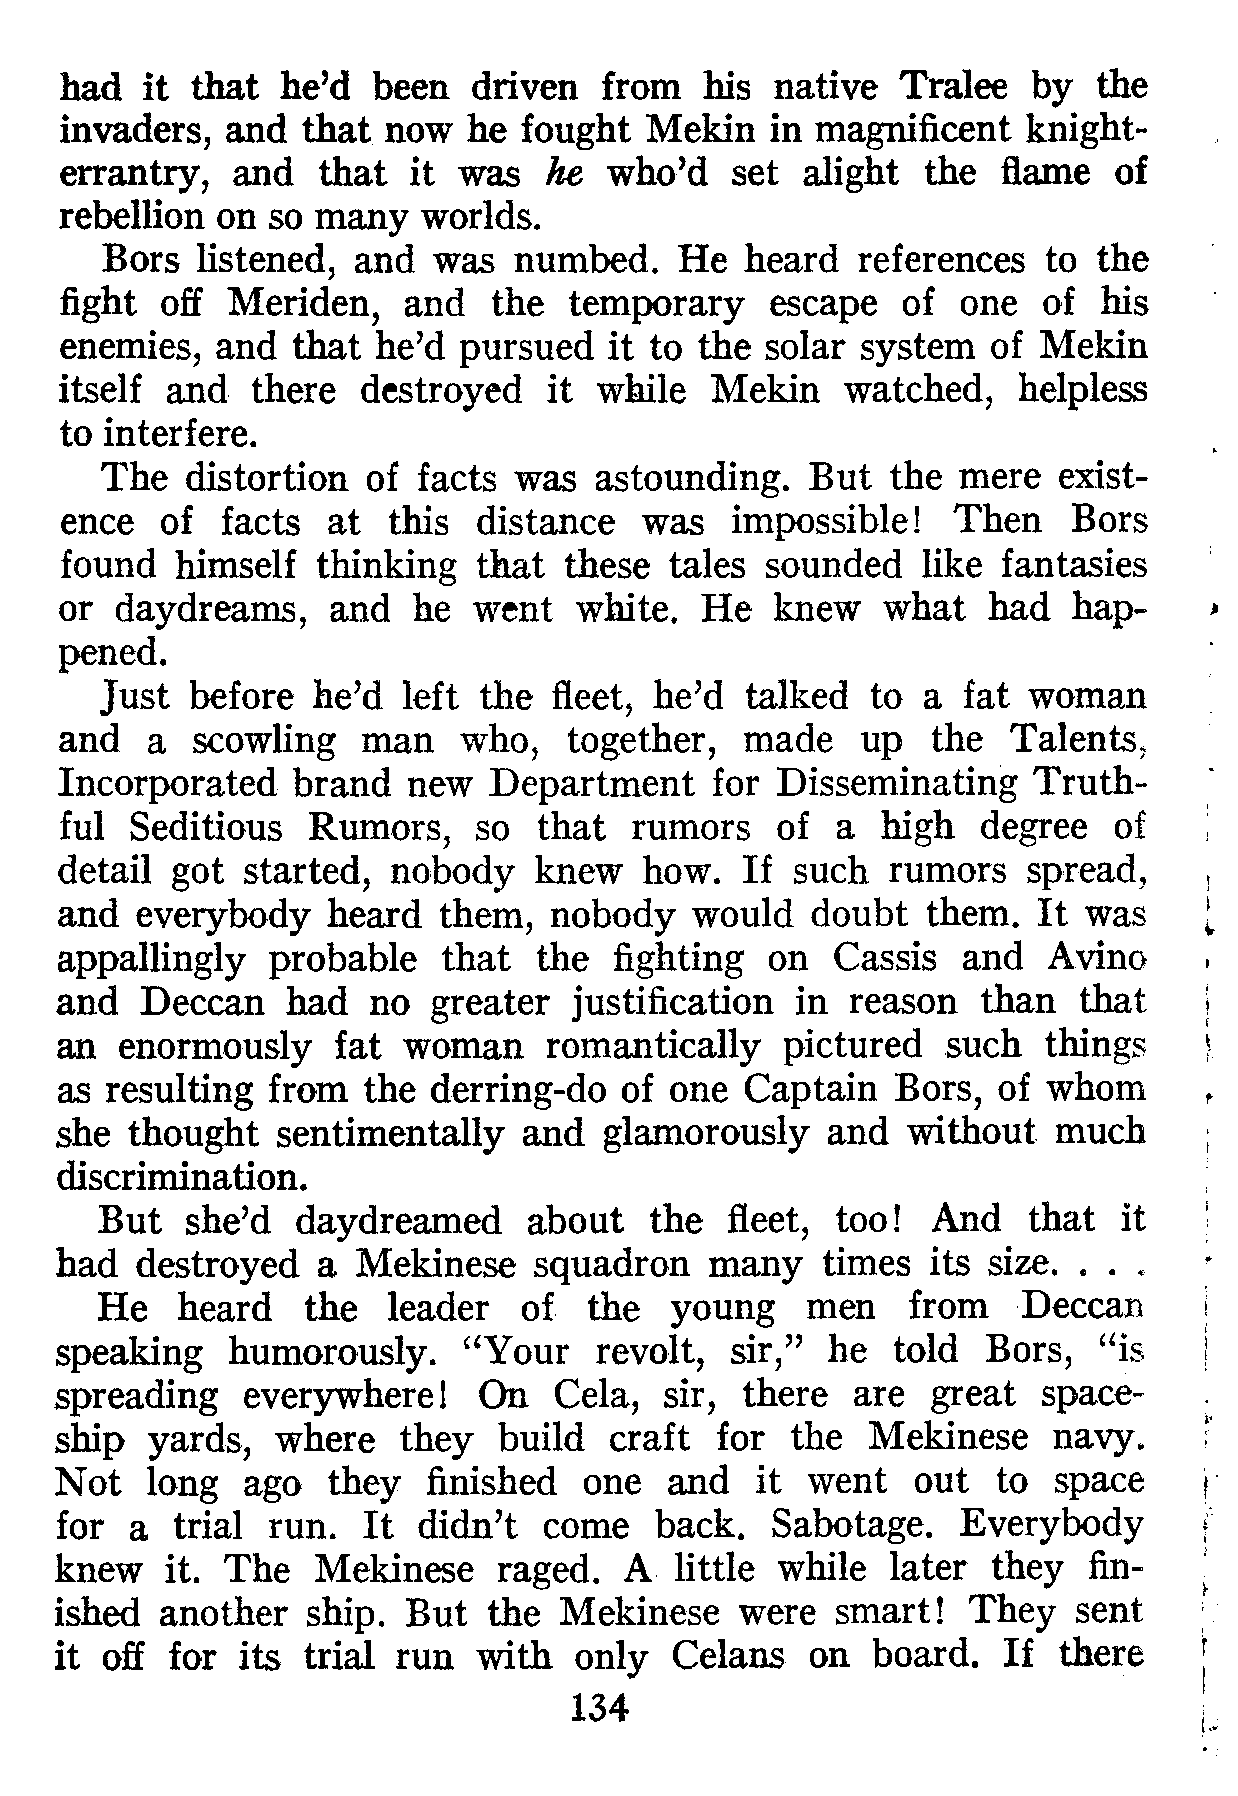 had it that he’d been driven from his native Tralee by the
invaders, and that now he fought Mekin in magnificent knight-
errantry, and that it was he who’d set alight the flame of
rebellion on so many worlds.
Bors listened, and was numbed. He heard references to the
fight off Meriden, and the temporary escape of one of his
enemies, and that he’d pursued it to the solar system of Mekin
itself and there destroyed it while Mekin watched, helpless
to interfere.
The distortion of facts was astounding. But the mere exist-
ence of facts at this distance was impossible! Then Bors
found himself thinking that these tales sounded like fantasies
or daydreams, and he went white. He knew what had hap-
pened.
Just before he’d left the fleet, he’d talked to a fat woman
and a scowling man who, together, made up the Talents,
Incorporated brand new Department for Disseminating Truth-
ful Seditious Rumors, so that rumors of a high degree of
detail got started, nobody knew how. If such rumors spread,
and everybody heard them, nobody would doubt them. It was
appallingly probable that the fighting on Cassis and Avino
and Deccan had no greater justification in reason than that
an enormously fat woman romantically pictured such things
as resulting from the derring-do of one Captain Bors, of whom
she thought sentimentally and glamorously and without much
discrimination.
But she’d daydreamed about the fleet, too! And that it
had destroyed a Mekinese squadron many times its size. . . .
He heard the leader of the young men from Deccan
speaking humorously. “Your revolt, sir,” he told Bors, “is
spreading everywhere! On Cela, sir, there are great space-
ship yards, where they build craft for the Mekinese navy.
Not long ago they finished one and it went out to space
for a trial run. It didn’t come back. Sabotage. Everybody
knew it. The Mekinese raged. A little while later they fin-
ished another ship. But the Mekinese were smart! They sent
it off for its trial run with only Celans on board. If there
134